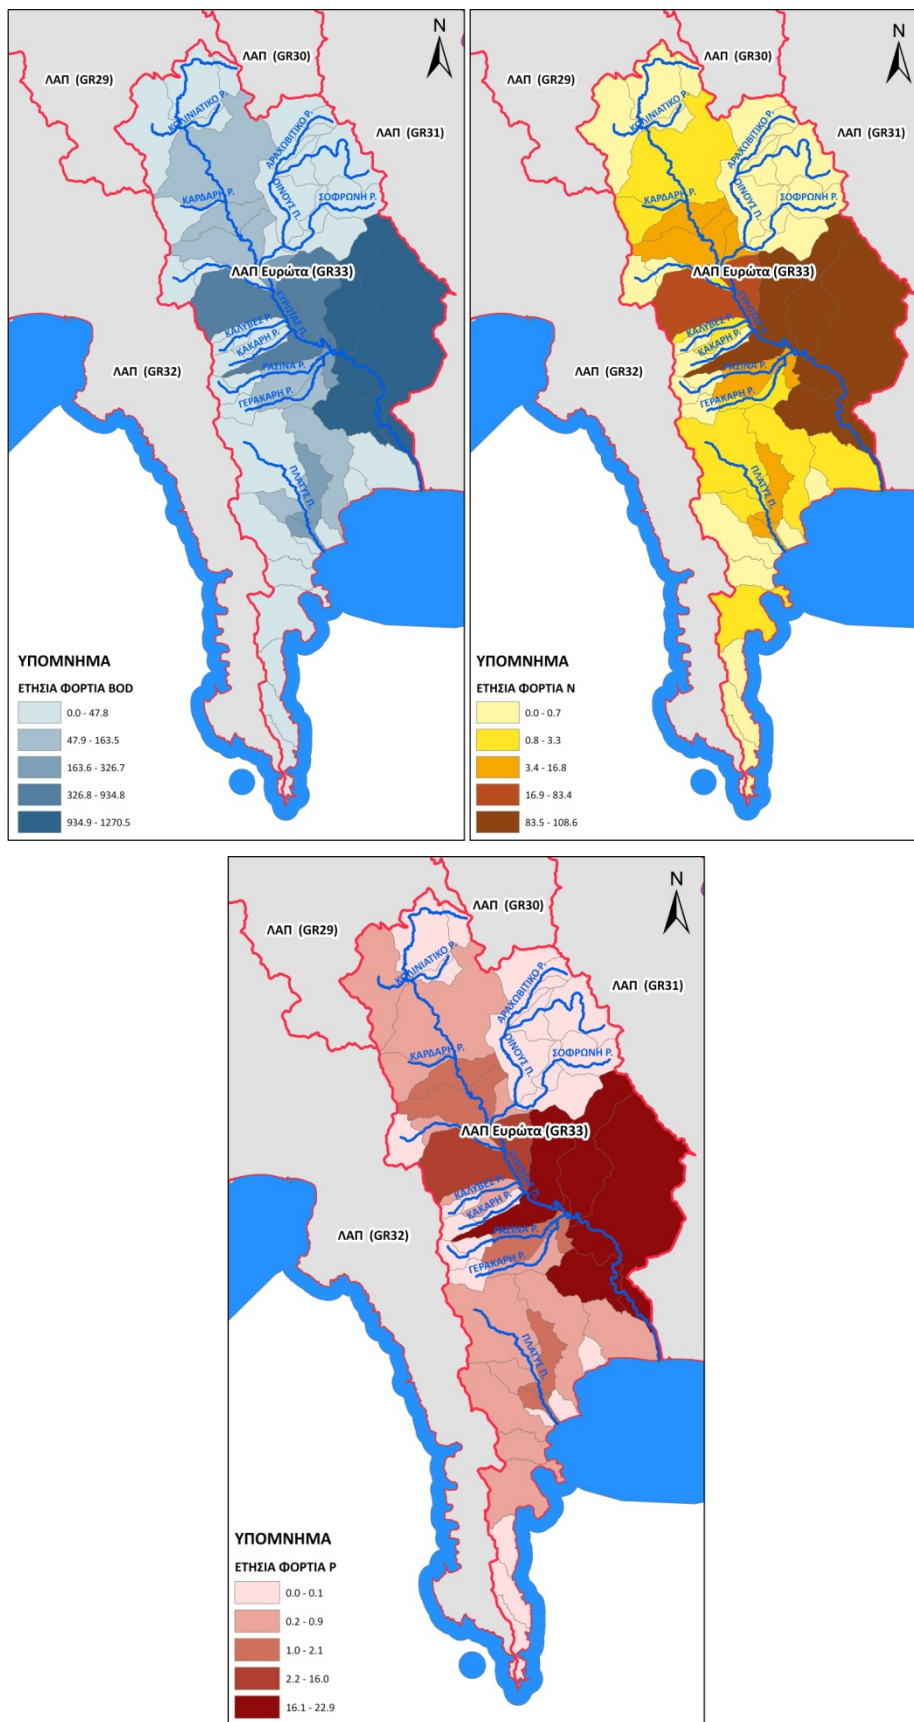 N
ΛΑΠ (GR30)
ΛΑΠ (GR29)
ΛΑΠ (GR31)
ΚΟΛΙΝΙΑΤΙΚΟ Ρ.
ΑΡΑΧΩΒΙΤΙΚΟ Ρ.
ΟΙΝΟΥΣ Π.
ΣΟΦΡΩΝΗ Ρ.
ΚΑΡΔΑΡΗ Ρ.
ΛΑΠ Ευρώτα (GR33)
ΕΥΡΩΤΑΣ Π.
ΚΑΛΥΒΕΣ Ρ.
ΚΑΚΑΡΗ Ρ.
ΡΑΣΙΝΑ Ρ.
ΛΑΠ (GR32)
ΓΕΡΑΚΑΡΗ Ρ.
ΠΛΑΤΥΣ Π.
ΥΠΟΜΝΗΜΑ
ΕΤΗΣΙΑ ΦΟΡΤΙΑ BOD
0.0 - 47.8
47.9 - 163.5
163.6 - 326.7
326.8 - 934.8
934.9 - 1270.5
N
ΛΑΠ (GR30)
ΛΑΠ (GR29)
ΛΑΠ (GR31)
ΚΟΛΙΝΙΑΤΙΚΟ Ρ.
ΑΡΑΧΩΒΙΤΙΚΟ Ρ.
ΟΙΝΟΥΣ Π.
ΣΟΦΡΩΝΗ Ρ.
ΚΑΡΔΑΡΗ Ρ.
ΛΑΠ Ευρώτα (GR33)
ΕΥΡΩΤΑΣ Π.
ΚΑΛΥΒΕΣ Ρ.
ΚΑΚΑΡΗ Ρ.
ΡΑΣΙΝΑ Ρ.
ΛΑΠ (GR32)
ΓΕΡΑΚΑΡΗ Ρ.
ΠΛΑΤΥΣ Π.
ΥΠΟΜΝΗΜΑ
ΕΤΗΣΙΑ ΦΟΡΤΙΑ N
0.0 - 0.7
0.8 - 3.3
3.4 - 16.8
16.9 - 83.4
83.5 - 108.6
N
ΛΑΠ (GR30)
ΛΑΠ (GR29)
ΛΑΠ (GR31)
ΚΟΛΙΝΙΑΤΙΚΟ Ρ.
ΑΡΑΧΩΒΙΤΙΚΟ Ρ.
ΟΙΝΟΥΣ Π.
ΣΟΦΡΩΝΗ Ρ.
ΚΑΡΔΑΡΗ Ρ.
ΛΑΠ Ευρώτα (GR33)
ΕΥΡΩΤΑΣ Π.
ΚΑΛΥΒΕΣ Ρ.
ΚΑΚΑΡΗ Ρ.
ΡΑΣΙΝΑ Ρ.
ΛΑΠ (GR32)
ΓΕΡΑΚΑΡΗ Ρ.
ΠΛΑΤΥΣ Π.
ΥΠΟΜΝΗΜΑ
ΕΤΗΣΙΑ ΦΟΡΤΙΑ P
0.0 - 0.1
0.2 - 0.9
1.0 - 2.1
2.2 - 16.0
16.1 - 22.9